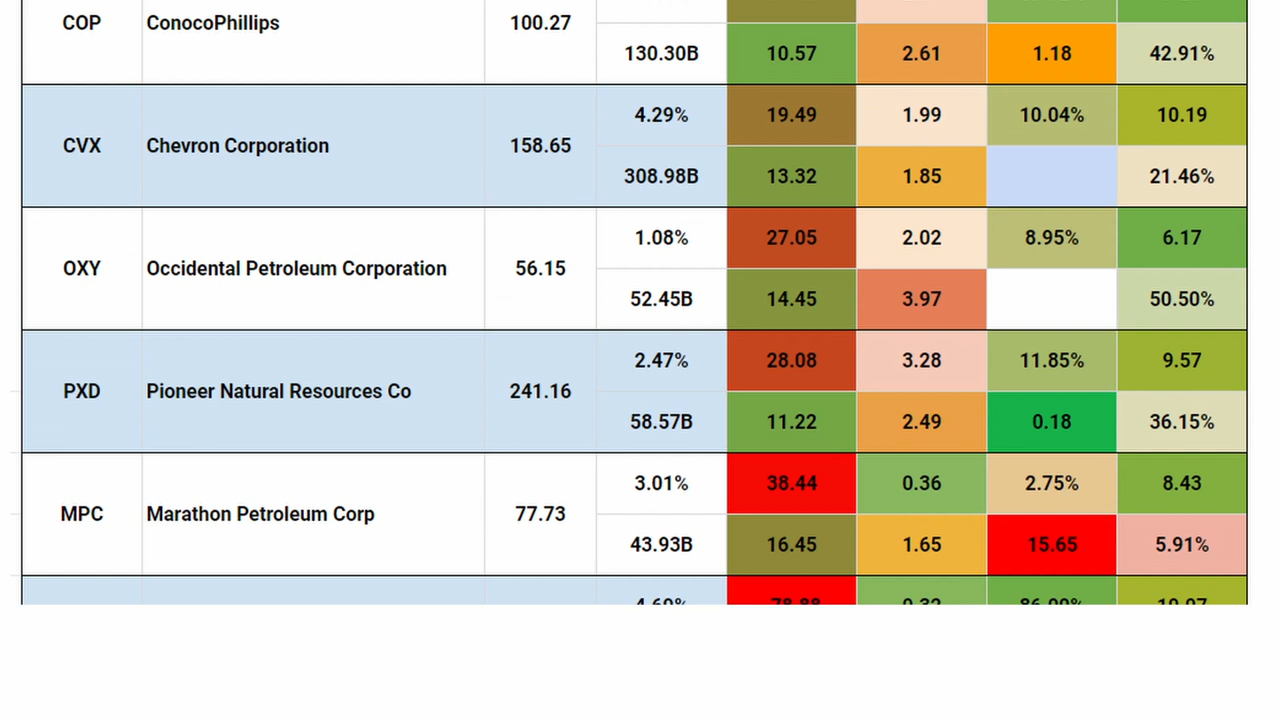 COP ConocoPhillips 100.27
130.30B 10.57 2.61 1.18 42.91%
4.29% 19.49 1.99 10.04% 10.19
CVX Chevron Corporation 158.65
308.98B 13.32 1.85 21.46%
1.08% 27.05 2.02 8.95% 6.17
OXY Occidental Petroleum Corporation 56.15
52.45B 14.45 3.97 50.50%
2.47% 28.08 3.28 11.85% 9.57
PXD Pioneer Natural Resources Co 241.16
58.57B 11.22 2.49 0.18 36.15%
3.01% 38.44 0.36 2.75% 8.43
MPC Marathon Petroleum Corp 77.73
43.93B 16.45 1.65 15.65 5.91%